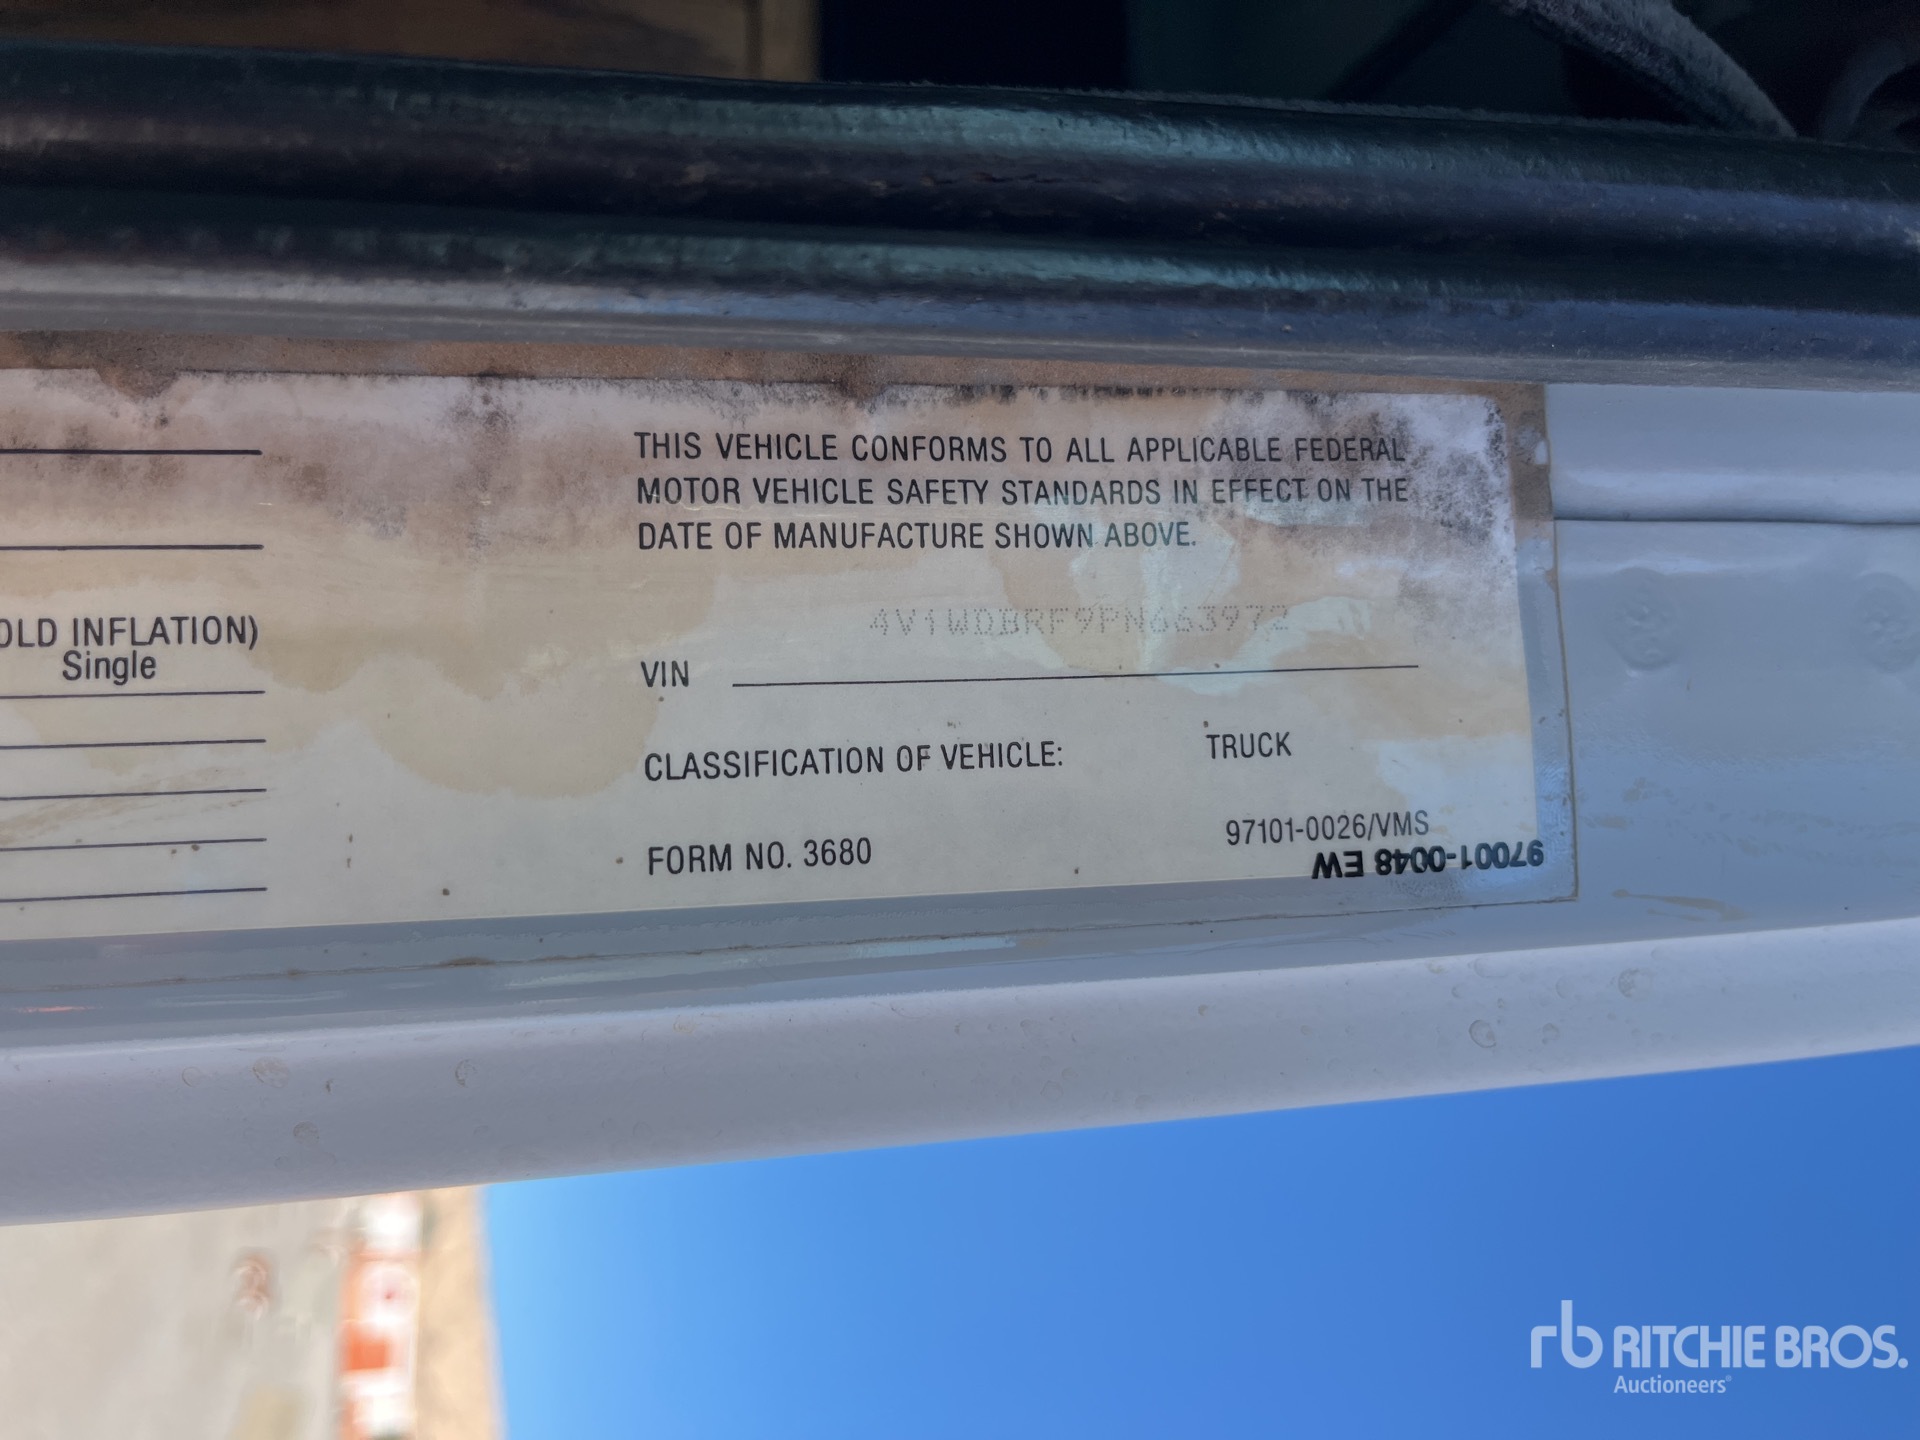 THIS VEHICLE CONFORMS TO ALL APPLICABLE FEDERAL
MOTOR VEHICLE SAFETY STANDARDS IN EFFECT ON THE
DATE OF MANUFACTURE SHOWN ABOVE.
OLD INFLATION)
Single
4V1WDBRF9PN663972
VIN
CLASSIFICATION OF VEHICLE: TRUCK
FORM NO. 3680
97101-0026/VMS
97001-0048 EW
rb RITCHIE BROS.
Auctioneers